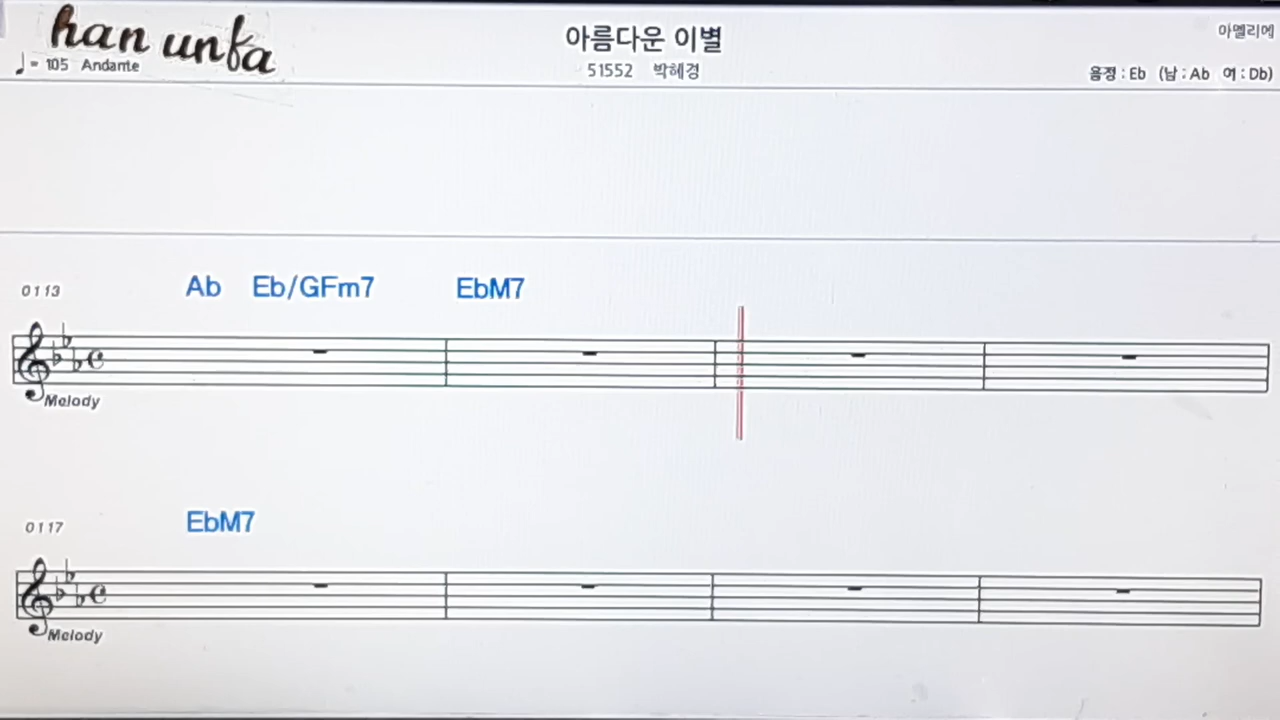 han unfa
아름다운 이별
아멜리에
♩= 105 Andante
51552 박혜경
음정 : Eb (남 : Ab 여 : Db)
0113 Ab Eb/GFm7 EbM7
Melody
0117 EbM7
Melody